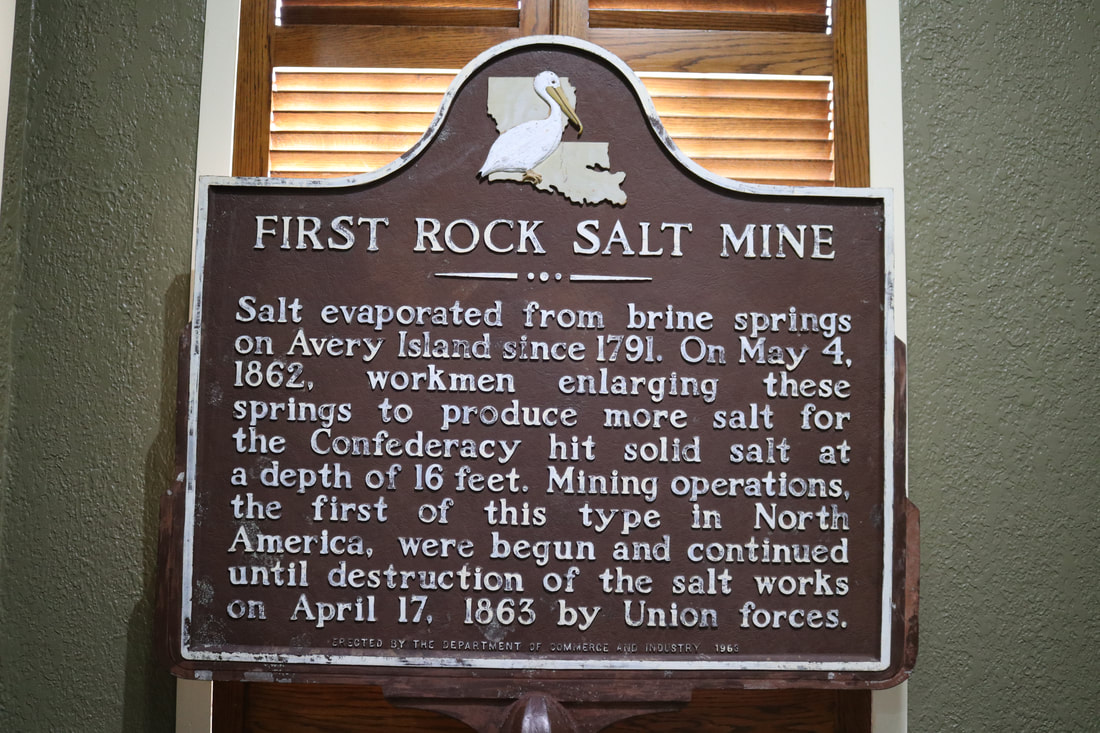 FIRST ROCK SALT MINE
Salt evaporated from brine springs
on Avery Island since 1791. On May 4,
1862, workmen enlarging these
springs to produce more salt for
the Confederacy hit solid salt at
a depth of 16 feet. Mining operations,
the first of this type in North
America, were begun and continued
until destruction of the salt works
on April 17, 1863 by Union forces.
ERECTED BY THE DEPARTMENT OF COMMERCE AND INDUSTRY